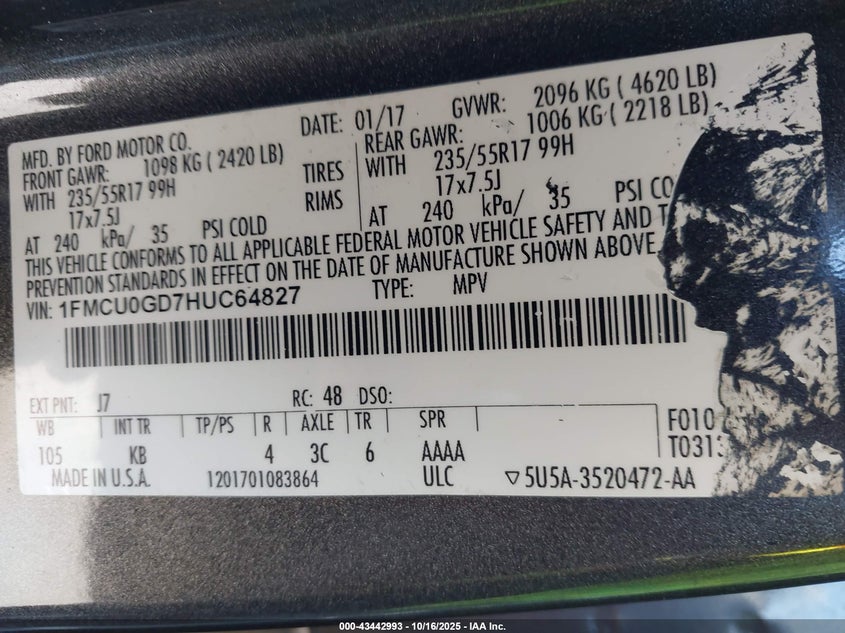 MFD. BY FORD MOTOR CO.
DATE: 01/17
GVWR: 2096 KG ( 4620 LB)
FRONT GAWR: 1098 KG ( 2420 LB)
REAR GAWR: 1006 KG ( 2218 LB)
WITH 235/55R17 99H
TIRES
WITH 235/55R17 99H
17x7.5J
RIMS
17x7.5J
AT 240 kPa/ 35 PSI COLD
AT 240 kPa/ 35 PSI CO
THIS VEHICLE CONFORMS TO ALL APPLICABLE FEDERAL MOTOR VEHICLE SAFETY AND T
PREVENTION STANDARDS IN EFFECT ON THE DATE OF MANUFACTURE SHOWN ABOVE.
VIN: 1FMCU0GD7HUC64827
TYPE: MPV
EXT PNT: J7
RC: 48 DSO:
WB INT TR TP/PS R AXLE TR SPR
105 KB 4 3C 6 AAAA
F010
T0313
MADE IN U.S.A. 1201701083864 ULC ▽5U5A-3520472-AA
000-43442993 - 10/16/2025 - IAA Inc.